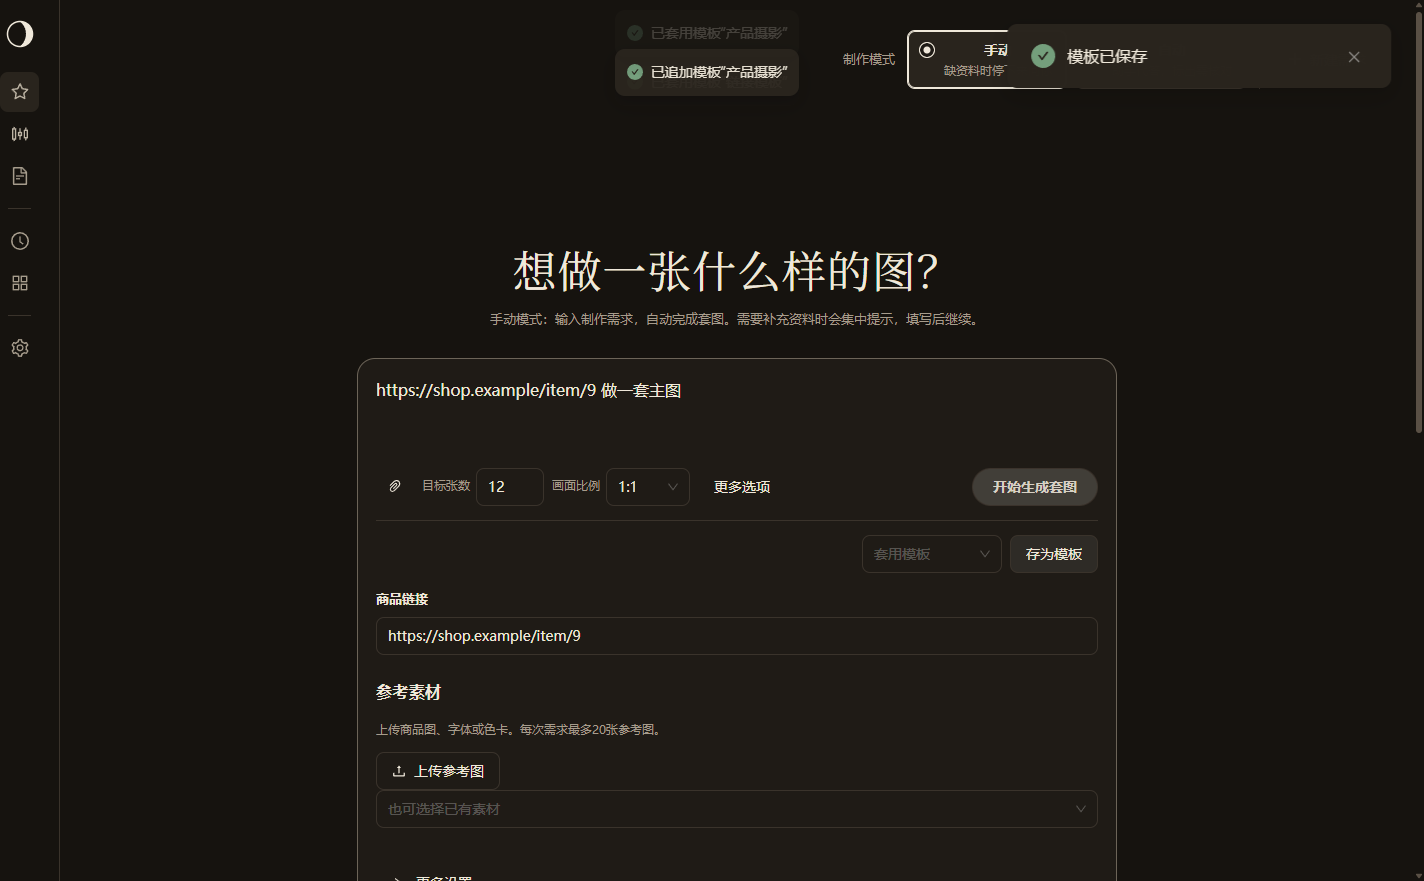 已套用模板“产品摄影”
已追加模板“产品摄影”
制作模式
手动
缺资料时停
模板已保存
想做一张什么样的图？
手动模式：输入制作需求，自动完成套图。需要补充资料时会集中提示，填写后继续。
https://shop.example/item/9 做一套主图
目标张数 12 画面比例 1:1 更多选项 开始生成套图
套用模板 存为模板
商品链接
https://shop.example/item/9
参考素材
上传商品图、字体或色卡。每次需求最多20张参考图。
上传参考图
也可选择已有素材
更多设置